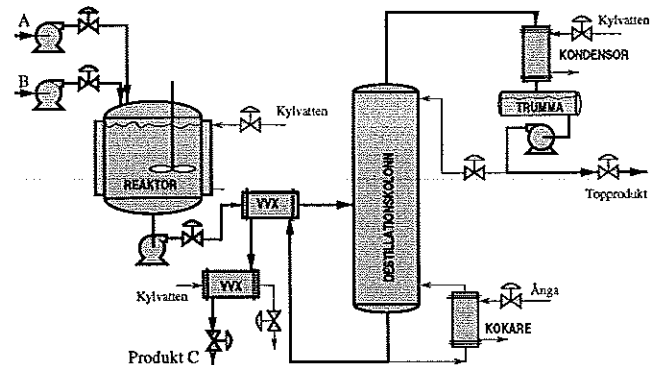 A
Kylvatten
KONDENSOR
B
TRUMMA
Kylvatten
REAKTOR
DESTILLATIONSKOLONN
Topprodukt
VVX
VVX
Kylvatten
Ånga
KOKARE
Produkt C